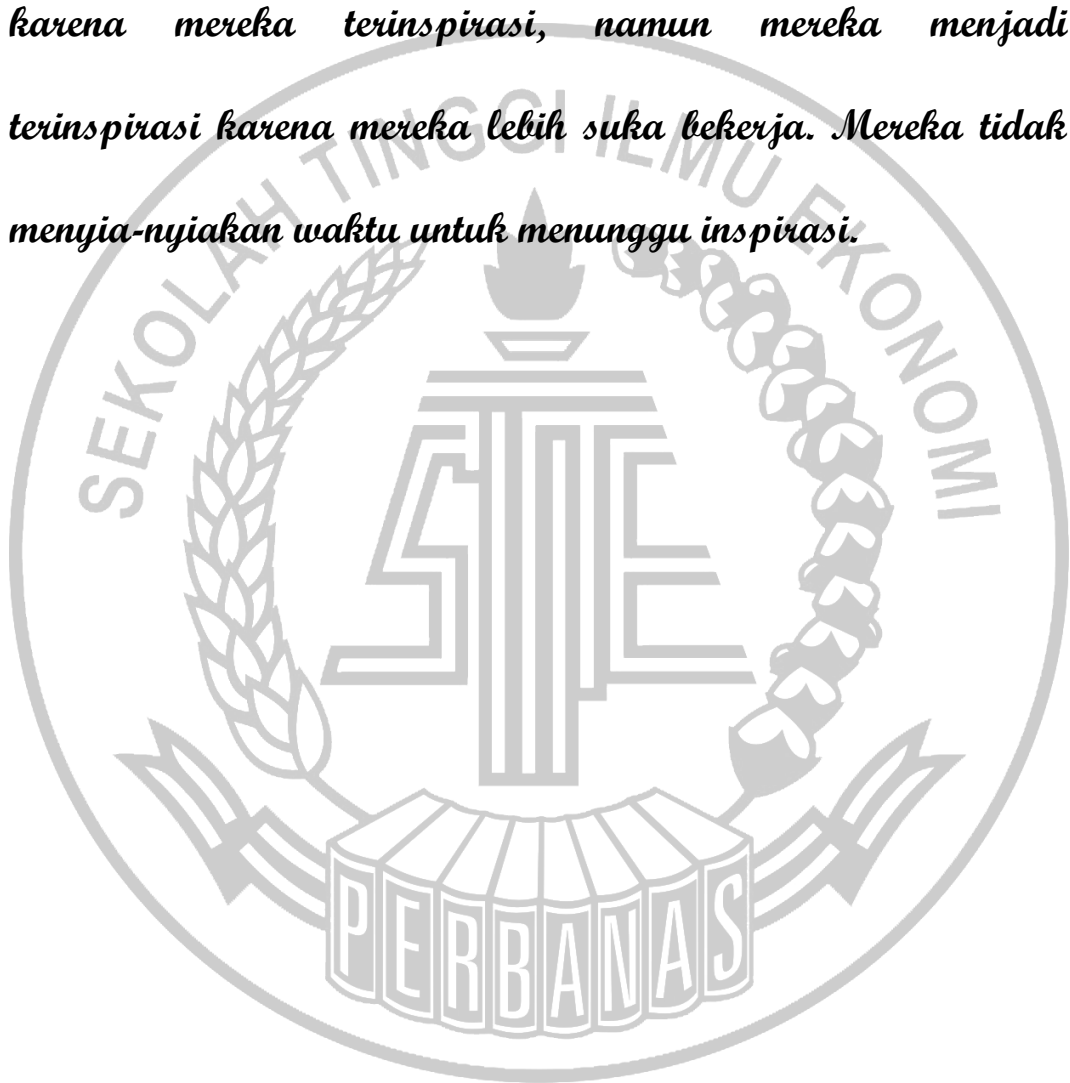 karena mereka terinspirasi, namun mereka menjadi
terinspirasi karena mereka lebih suka bekerja. Mereka tidak
menyia-nyiakan waktu untuk menunggu inspirasi.
SEKOLAH TINGGI ILMU EKONOMI
STIE
PERBANAS